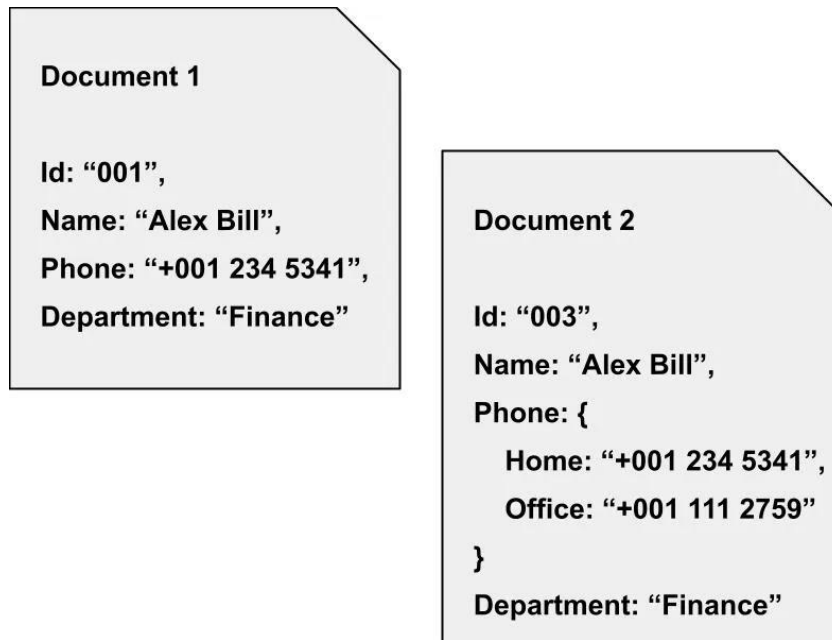 Document 1
Id: “001”,
Name: “Alex Bill”,
Phone: “+001 234 5341”,
Department: “Finance”
Document 2
Id: “003”,
Name: “Alex Bill”,
Phone: {
Home: “+001 234 5341”,
Office: “+001 111 2759”
}
Department: “Finance”